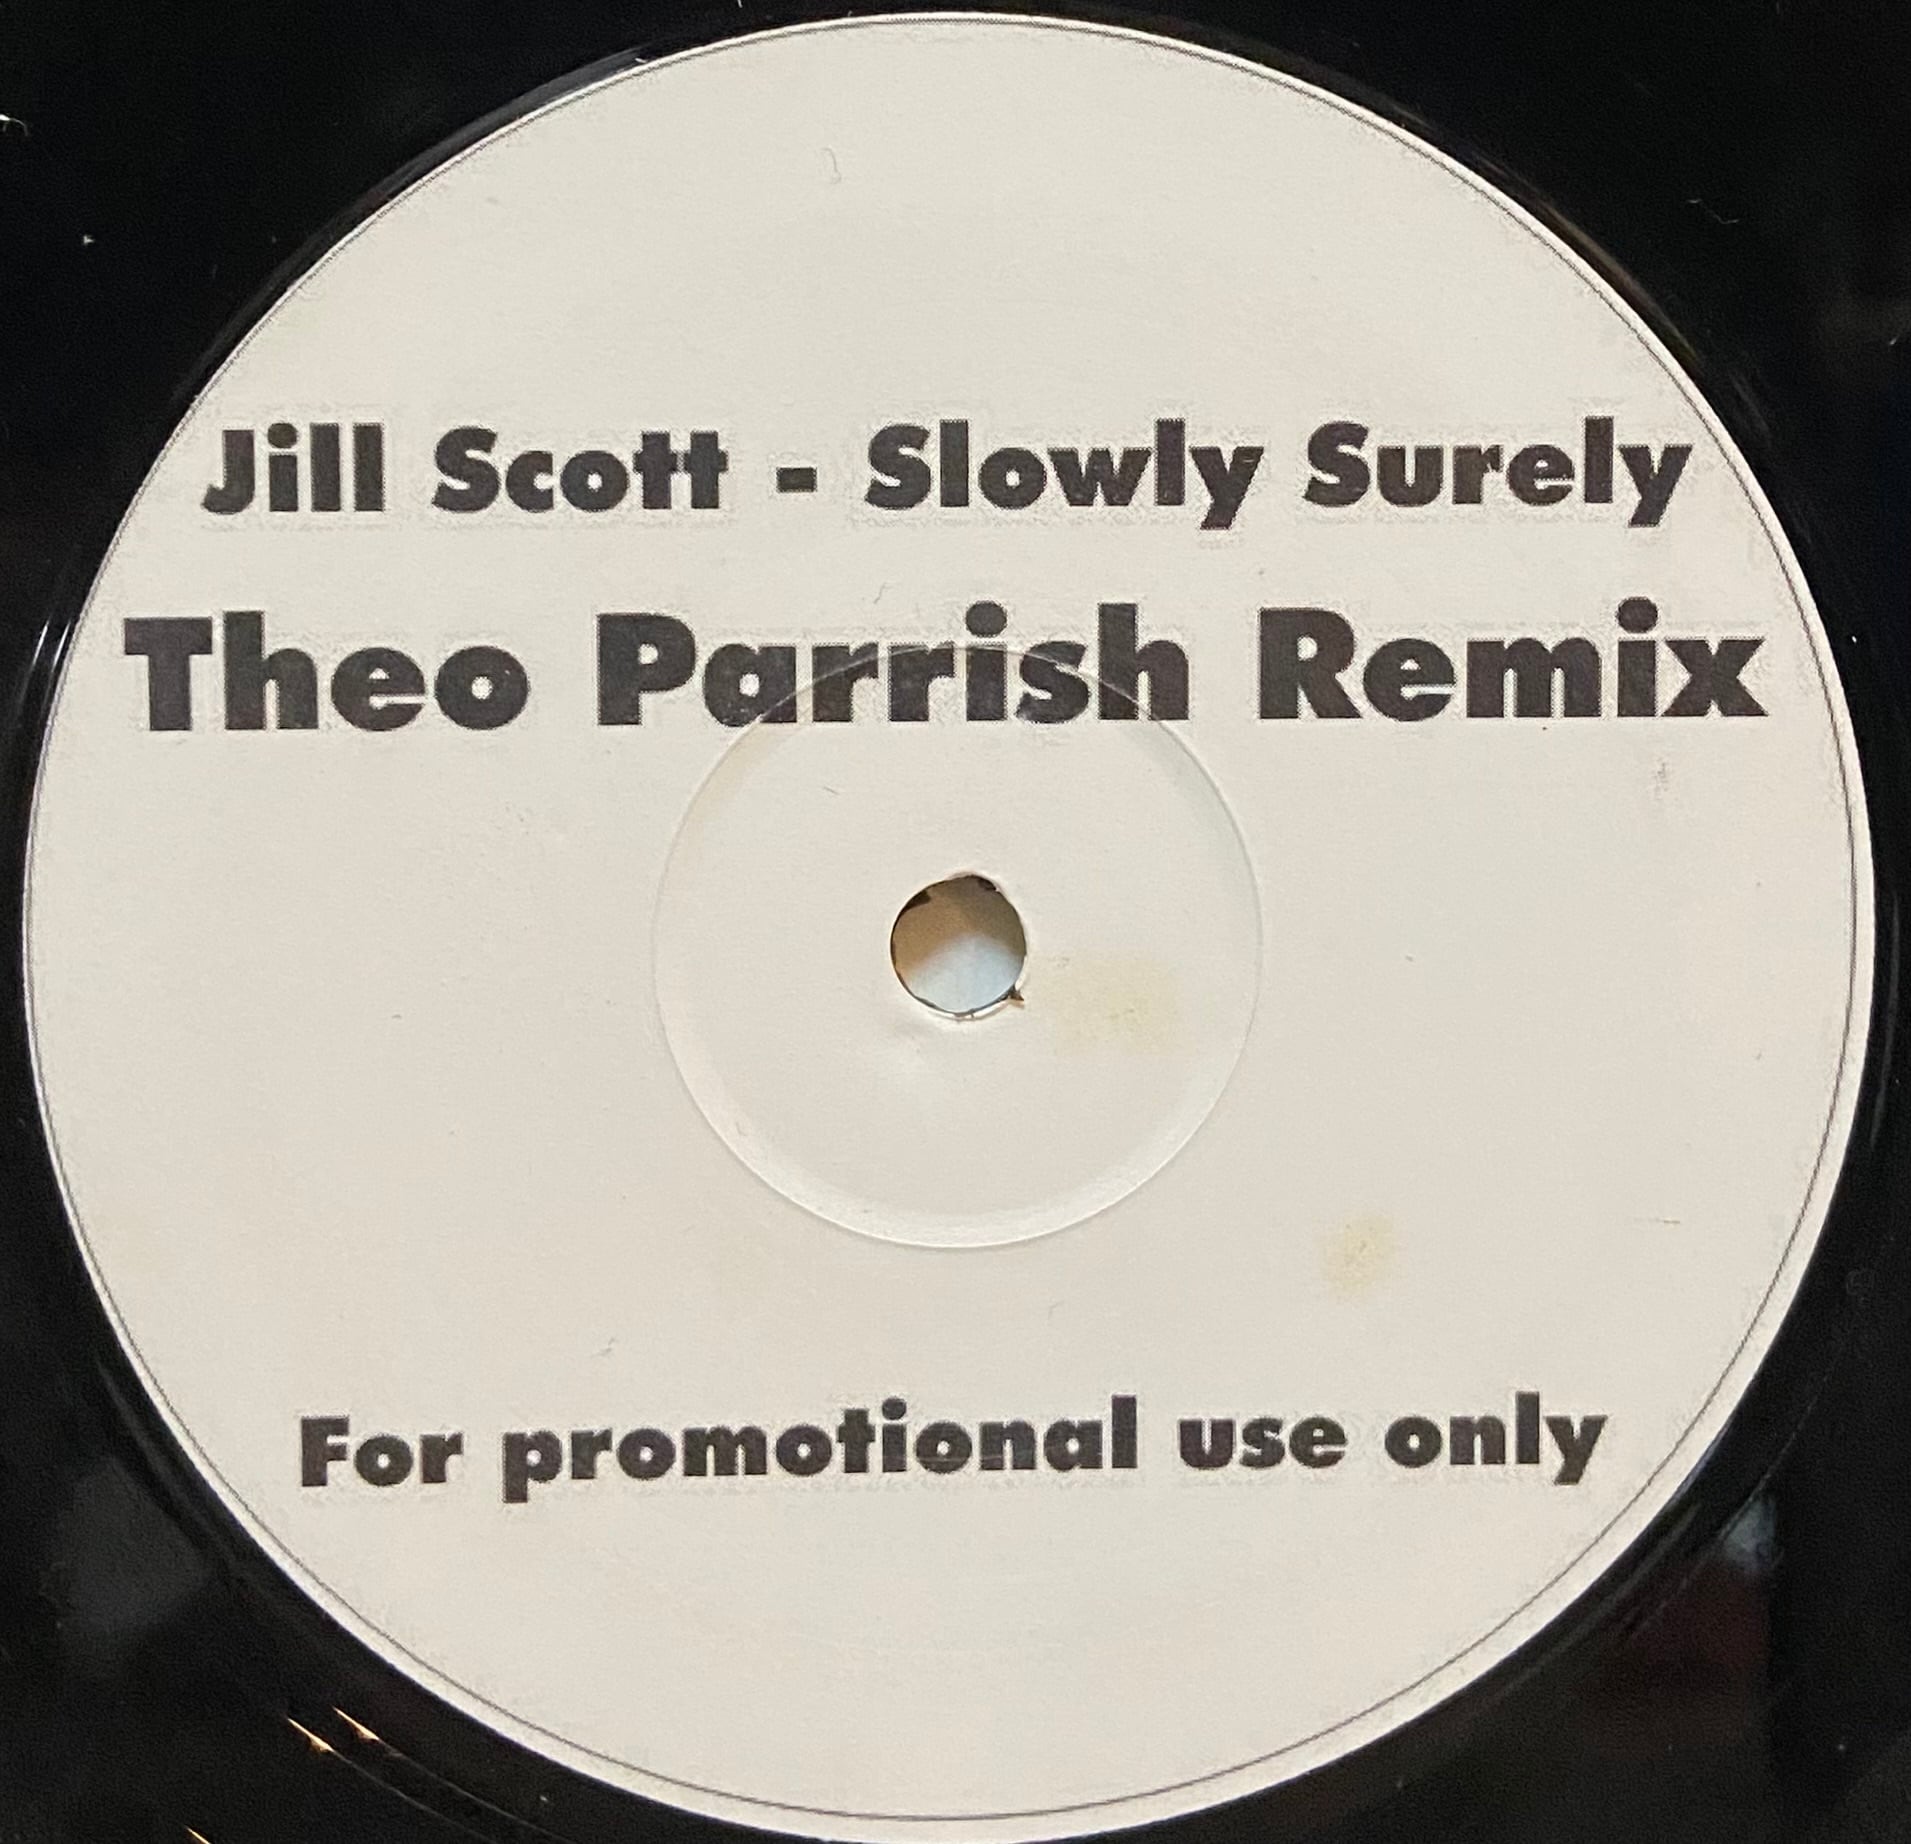 Jill Scott - Slowly Surely
Theo Parrish Remix
For promotional use only